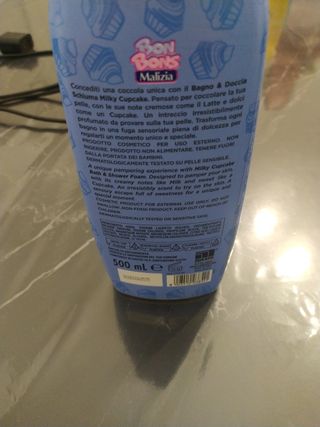 BON
BONS
Malizia
Concediti una coccola unica con il Bagno & Doccia
Schiuma Milky Cupcake. Pensato per coccolare la tua
pelle, con le sue note cremose come il Latte e dolci
come un Cupcake. Un intreccio irresistibilmente
profumato da provare sulla tua pelle. Trasforma ogni
bagno in una fuga sensoriale piena di dolcezza per
regalarti un momento unico e speciale.
PRODOTTO COSMETICO PER USO ESTERNO. NON
INGERIRE. PRODOTTO NON ALIMENTARE. TENERE FUORI
DALLA PORTATA DEI BAMBINI.
DERMATOLOGICAMENTE TESTATO SU PELLE SENSIBILE.
A unique pampering experience with Milky Cupcake
Bath & Shower Foam. Designed to pamper your skin,
with its creamy notes like Milk and sweet like a
Cupcake. An irresistibly scent to try on the skin. A
sensory escape full of sweetness for a unique and
special moment.
COSMETIC PRODUCT FOR EXTERNAL USE ONLY. DO NOT
SWALLOW. NON-FOOD PRODUCT. KEEP OUT OF REACH OF
CHILDREN.
DERMATOLOGICALLY TESTED ON SENSITIVE SKIN.
500 ml e